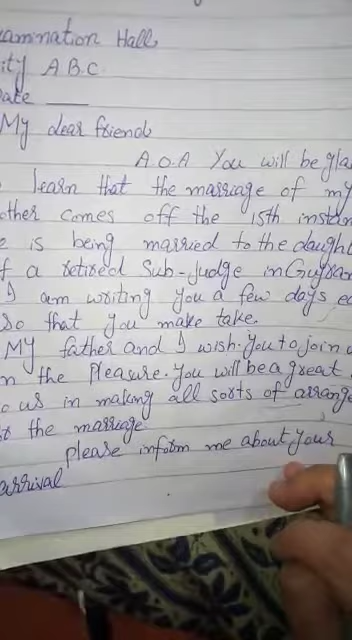 amination Hall,
ity A.B.C
ate ____
My dear friend
A.O.A You will be gla
learn that the marriage of my
other comes off the 15th instan
e is being married to the daught
f a retired Sub-Judge in Gujran
I am writing you a few days ea
So that you make take.
My father and I wish you to join u
n the Pleasure. you will be a great
o us in making all sorts of arrange
the marriage
please inform me about your
arrival